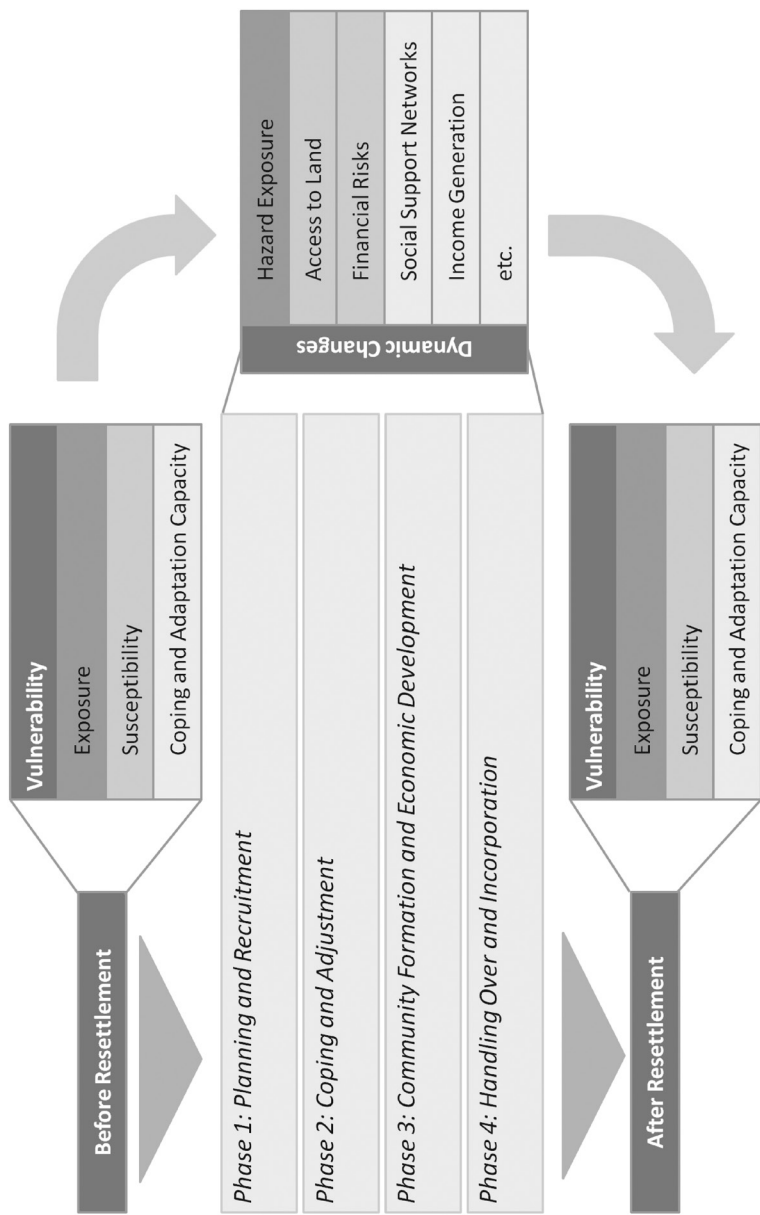 Before Resettlement
Vulnerability
Exposure
Susceptibility
Coping and Adaptation Capacity
Phase 1: Planning and Recruitment
Phase 2: Coping and Adjustment
Phase 3: Community Formation and Economic Development
Phase 4: Handling Over and Incorporation
Dynamic Changes
Hazard Exposure
Access to Land
Financial Risks
Social Support Networks
Income Generation
etc.
After Resettlement
Vulnerability
Exposure
Susceptibility
Coping and Adaptation Capacity